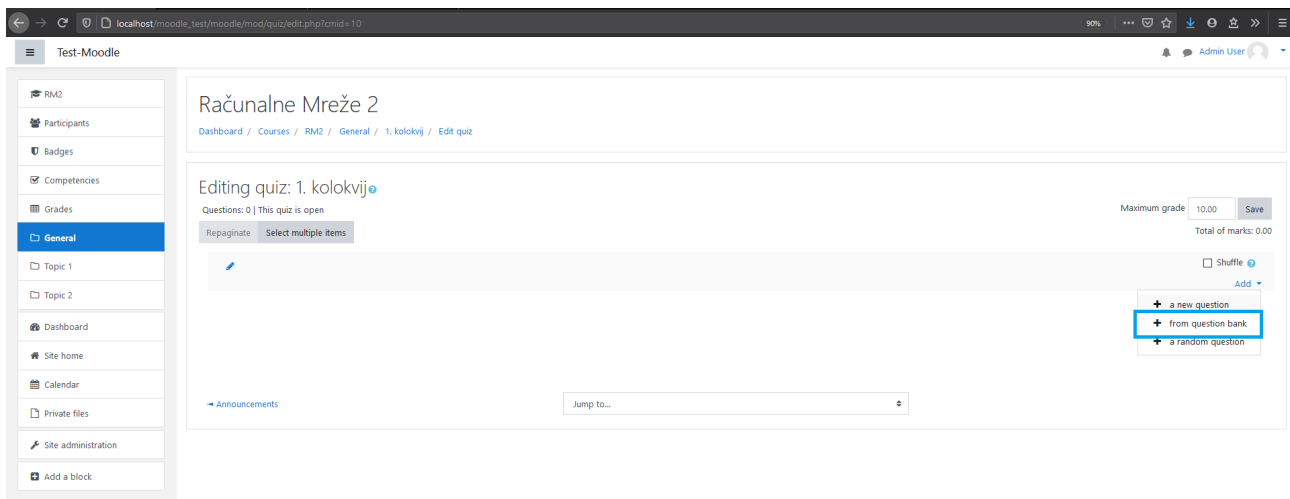 localhost/moodle_test/moodle/mod/quiz/edit.php?cmid=10
90%
Test-Moodle
Admin User
RM2
Participants
Badges
Competencies
Grades
General
Topic 1
Topic 2
Dashboard
Site home
Calendar
Private files
Site administration
Add a block
Računalne Mreže 2
Dashboard / Courses / RM2 / General / 1. kolokvij / Edit quiz
Editing quiz: 1. kolokvij
Questions: 0 | This quiz is open
Maximum grade 10.00 Save
Repaginate Select multiple items
Total of marks: 0.00
Shuffle
Add
a new question
from question bank
a random question
◄ Announcements
Jump to...